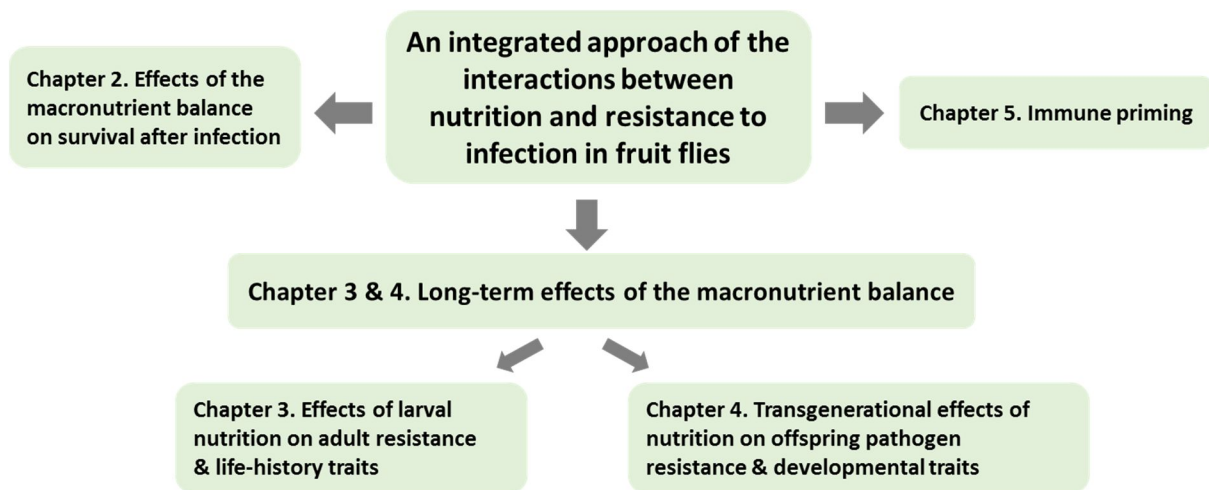 An integrated approach of the
interactions between
nutrition and resistance to
infection in fruit flies
Chapter 2. Effects of the
macronutrient balance
on survival after infection
Chapter 5. Immune priming
Chapter 3 & 4. Long-term effects of the macronutrient balance
Chapter 3. Effects of larval
nutrition on adult resistance
& life-history traits
Chapter 4. Transgenerational effects of
nutrition on offspring pathogen
resistance & developmental traits